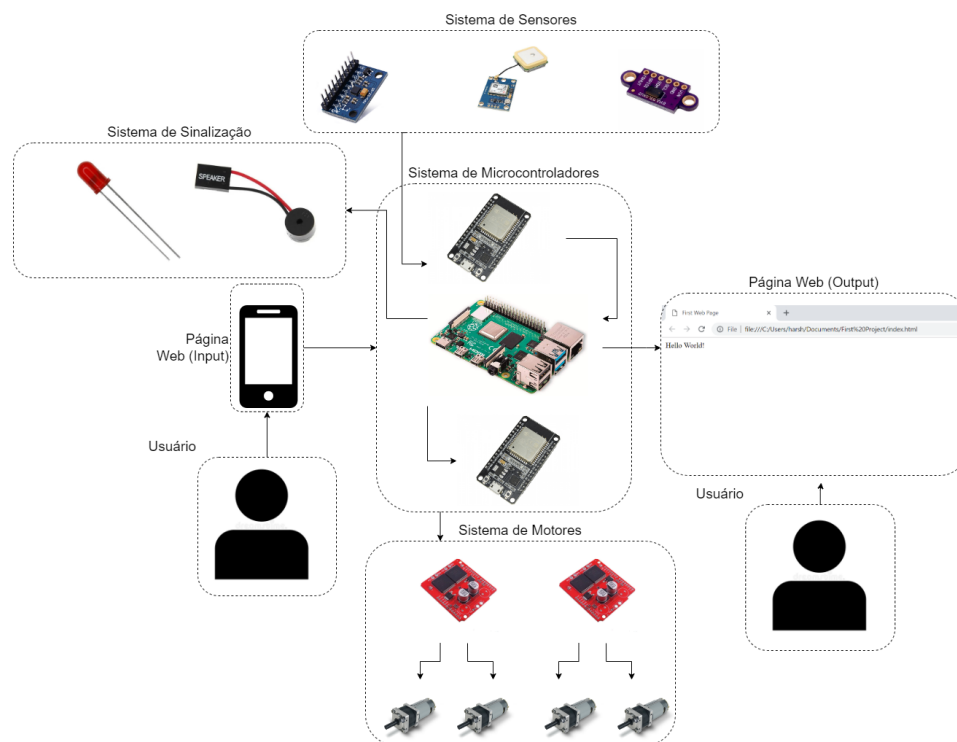 Sistema de Sensores
Sistema de Sinalização
SPEAKER
Sistema de Microcontroladores
Página Web (Output)
First Web Page
File | file:///C:/Users/harsh/Documents/First%20Project/index.html
Hello World!
Página
Web (Input)
Usuário
Usuário
Sistema de Motores